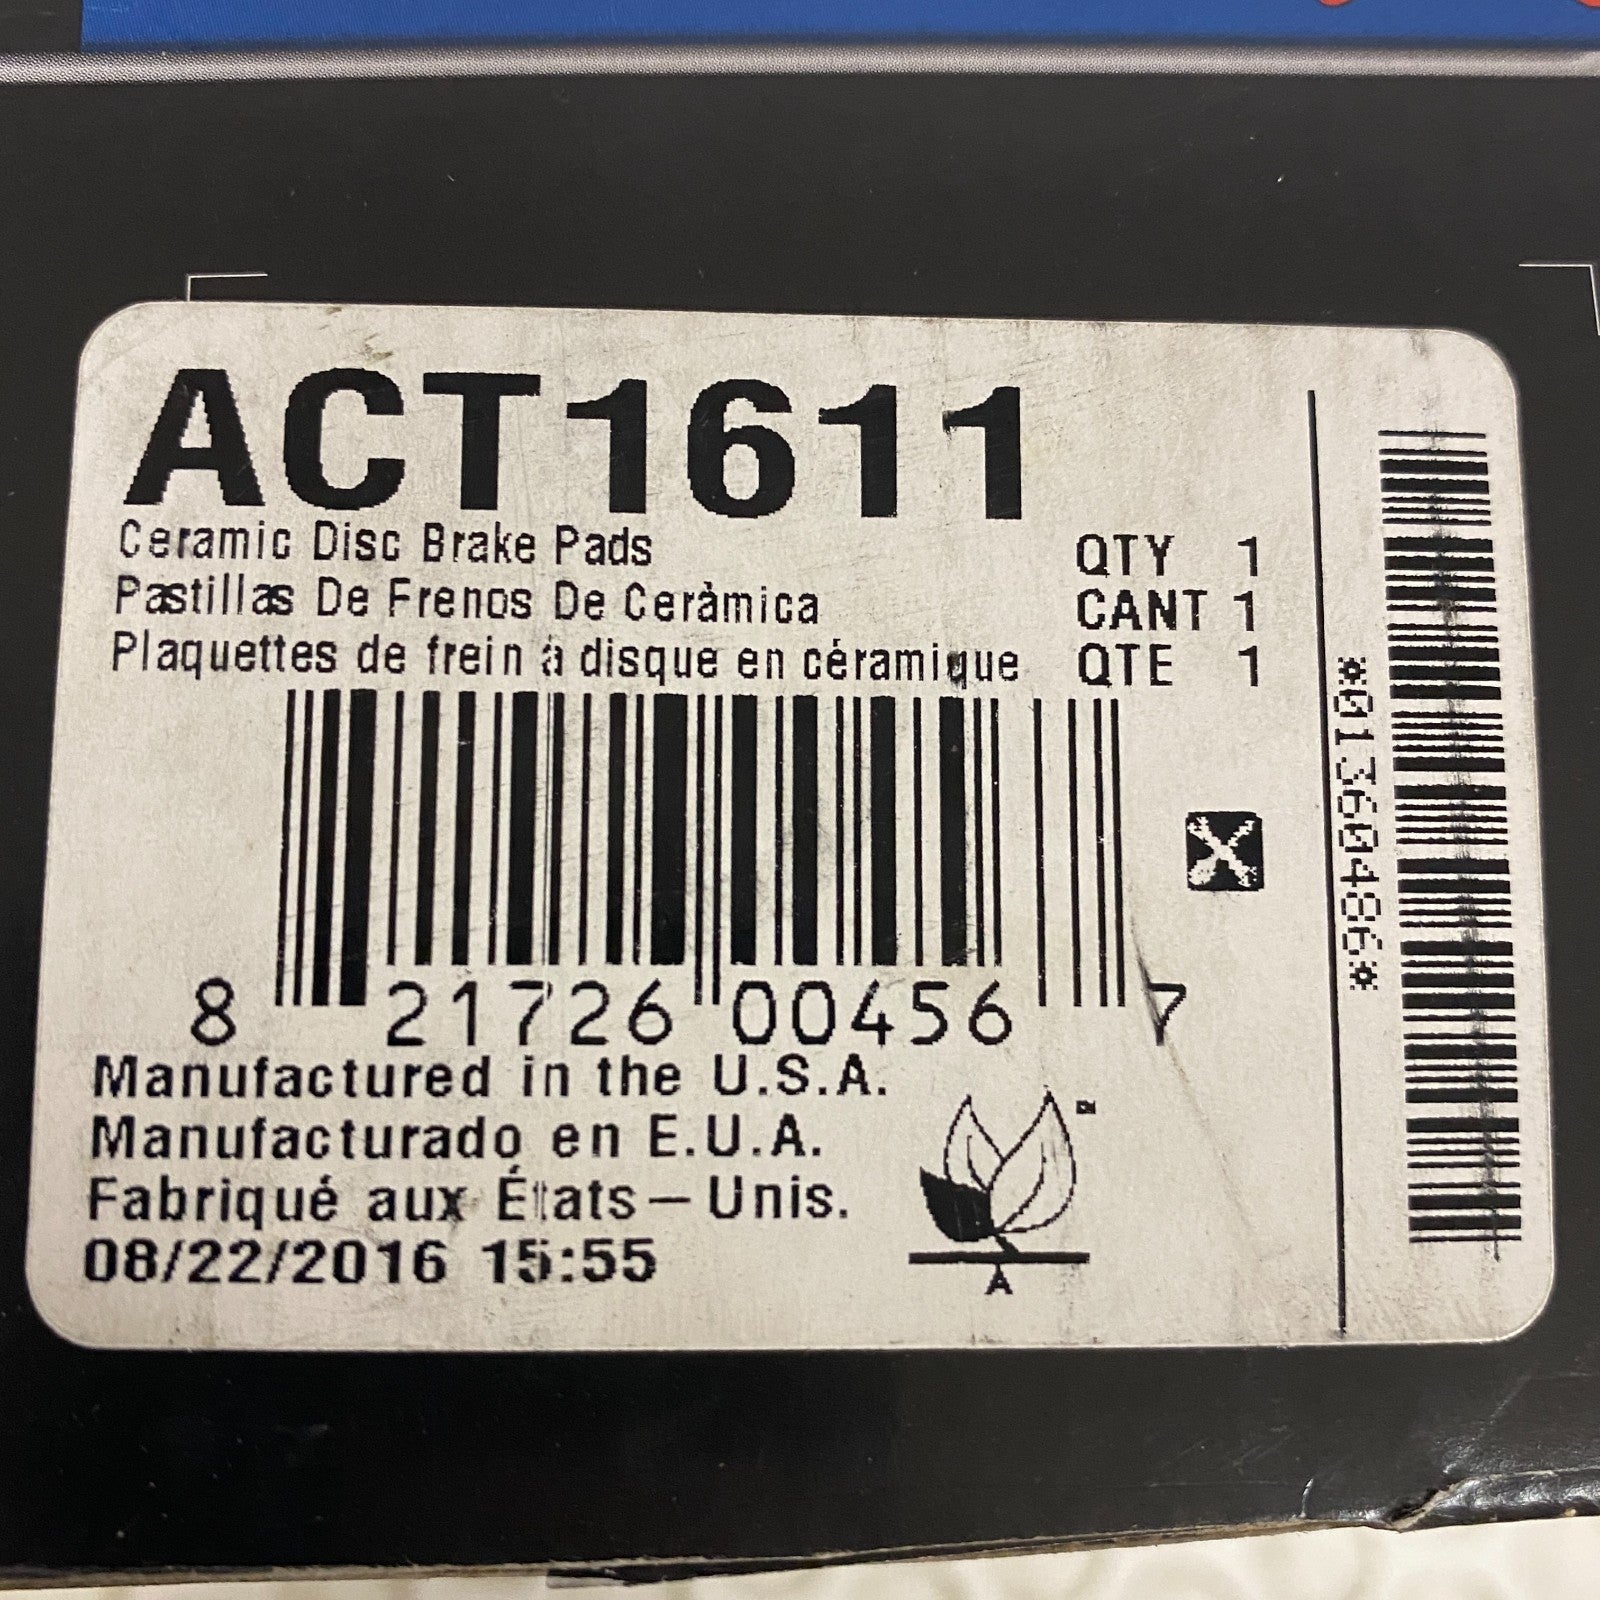 ACT1611
Ceramic Disc Brake Pads
Pastillas De Frenos De Cerámica
Plaquettes de frein à disque en céramique
QTY 1
CANT 1
QTE 1
8 21726 00456 7
*013604869*
Manufactured in the U.S.A.
Manufacturado en E.U.A.
Fabriqué aux États-Unis.
08/22/2016 15:55
A